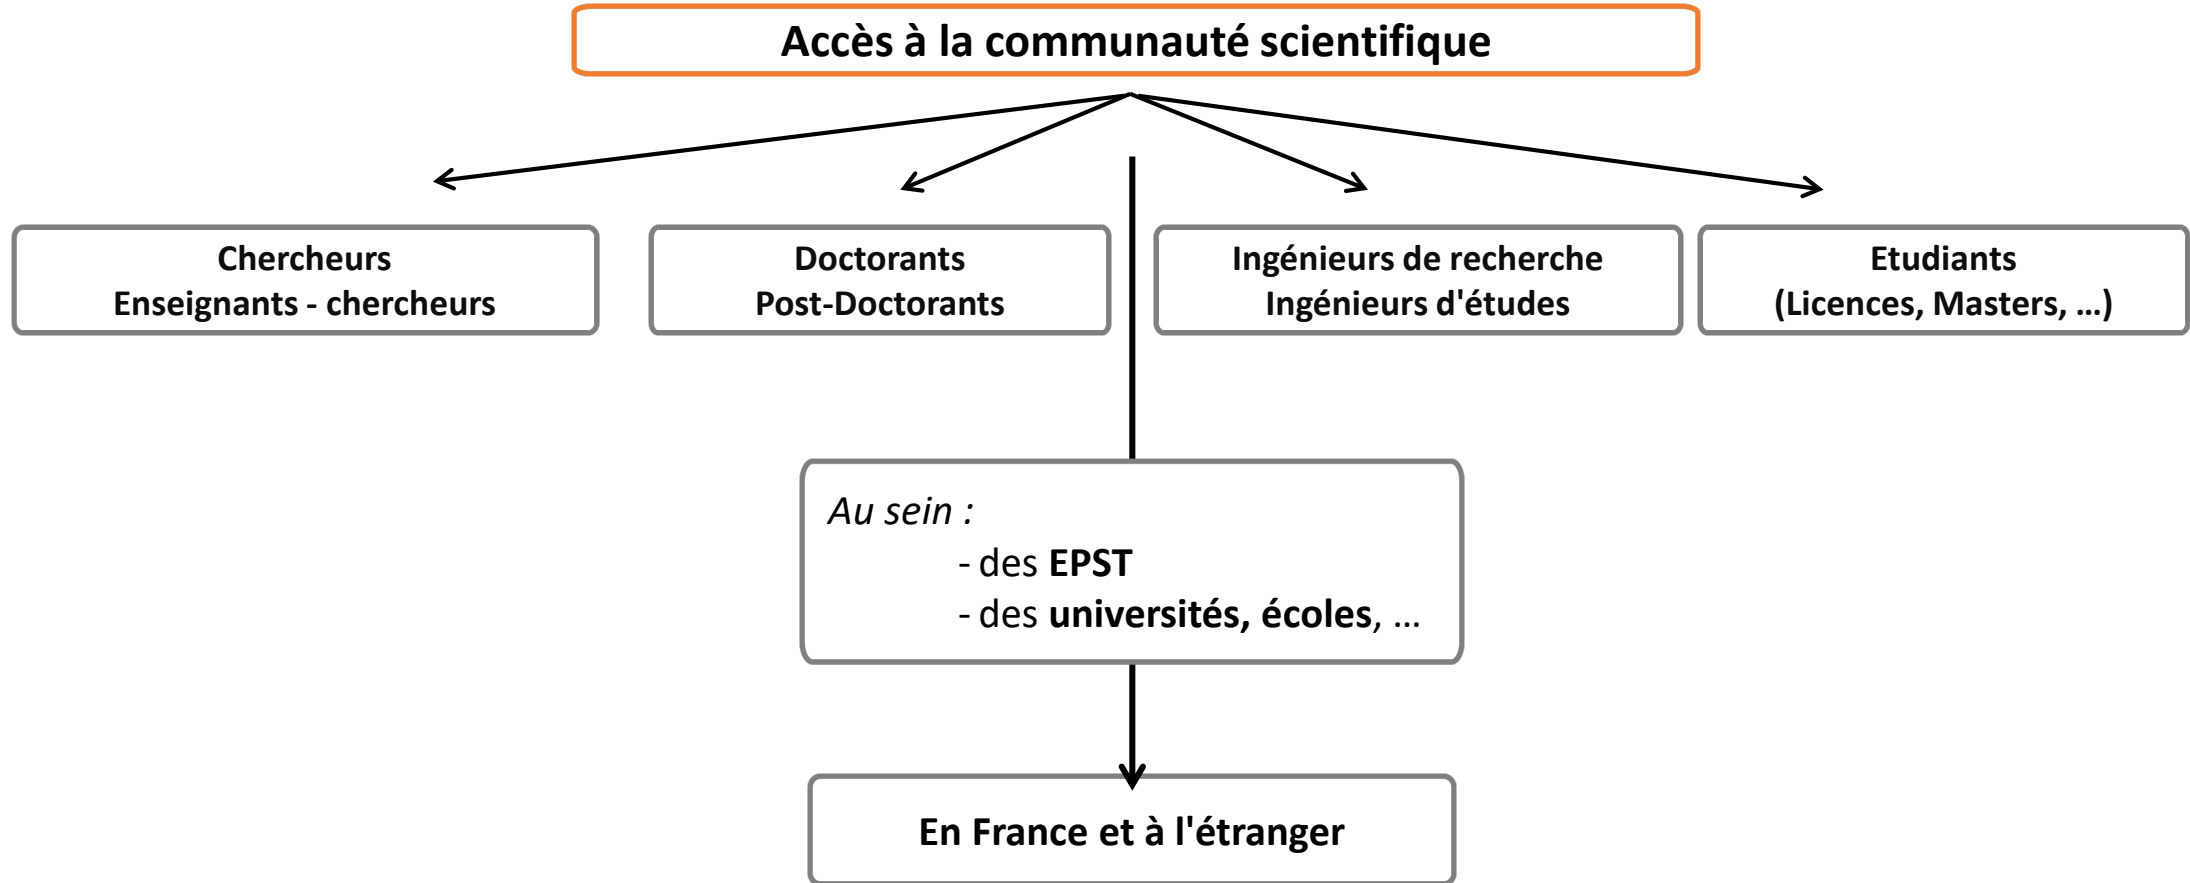 Accès à la communauté scientifique
Chercheurs
Enseignants - chercheurs
Doctorants
Post-Doctorants
Ingénieurs de recherche
Ingénieurs d'études
Etudiants
(Licences, Masters, ...)
Au sein :
- des EPST
- des universités, écoles, ...
En France et à l'étranger